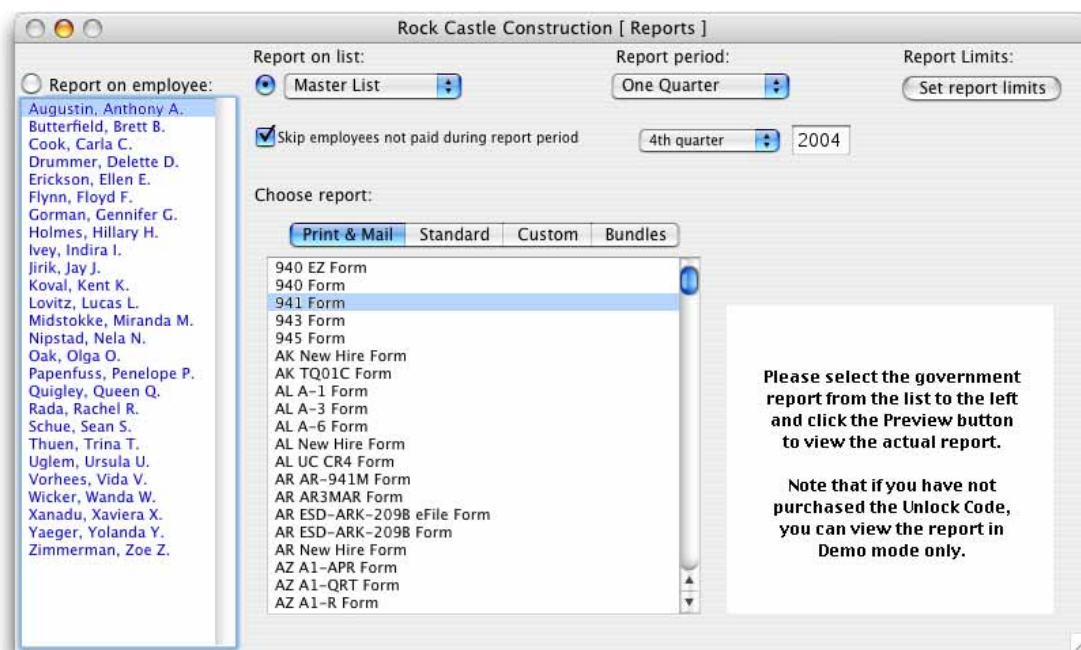 Rock Castle Construction [ Reports ]
Report on employee:
Augustin, Anthony A.
Butterfield, Brett B.
Cook, Carla C.
Drummer, Delette D.
Erickson, Ellen E.
Flynn, Floyd F.
Gorman, Gennifer G.
Holmes, Hillary H.
Ivey, Indira I.
Jirik, Jay J.
Koval, Kent K.
Lovitz, Lucas L.
Midstokke, Miranda M.
Nipstad, Nela N.
Oak, Olga O.
Papenfuss, Penelope P.
Quigley, Queen Q.
Rada, Rachel R.
Schue, Sean S.
Thuen, Trina T.
Uglem, Ursula U.
Vorhees, Vida V.
Wicker, Wanda W.
Xanadu, Xaviera X.
Yaeger, Yolanda Y.
Zimmerman, Zoe Z.
Report on list:
Master List
Report period:
One Quarter
Report Limits:
Set report limits
Skip employees not paid during report period
4th quarter
2004
Choose report:
Print & Mail Standard Custom Bundles
940 EZ Form
940 Form
941 Form
943 Form
945 Form
AK New Hire Form
AK TQ01C Form
AL A-1 Form
AL A-3 Form
AL A-6 Form
AL New Hire Form
AL UC CR4 Form
AR AR-941M Form
AR AR3MAR Form
AR ESD-ARK-209B eFile Form
AR ESD-ARK-209B Form
AR New Hire Form
AZ A1-APR Form
AZ A1-QRT Form
AZ A1-R Form
Please select the government
report from the list to the left
and click the Preview button
to view the actual report.
Note that if you have not
purchased the Unlock Code,
you can view the report in
Demo mode only.